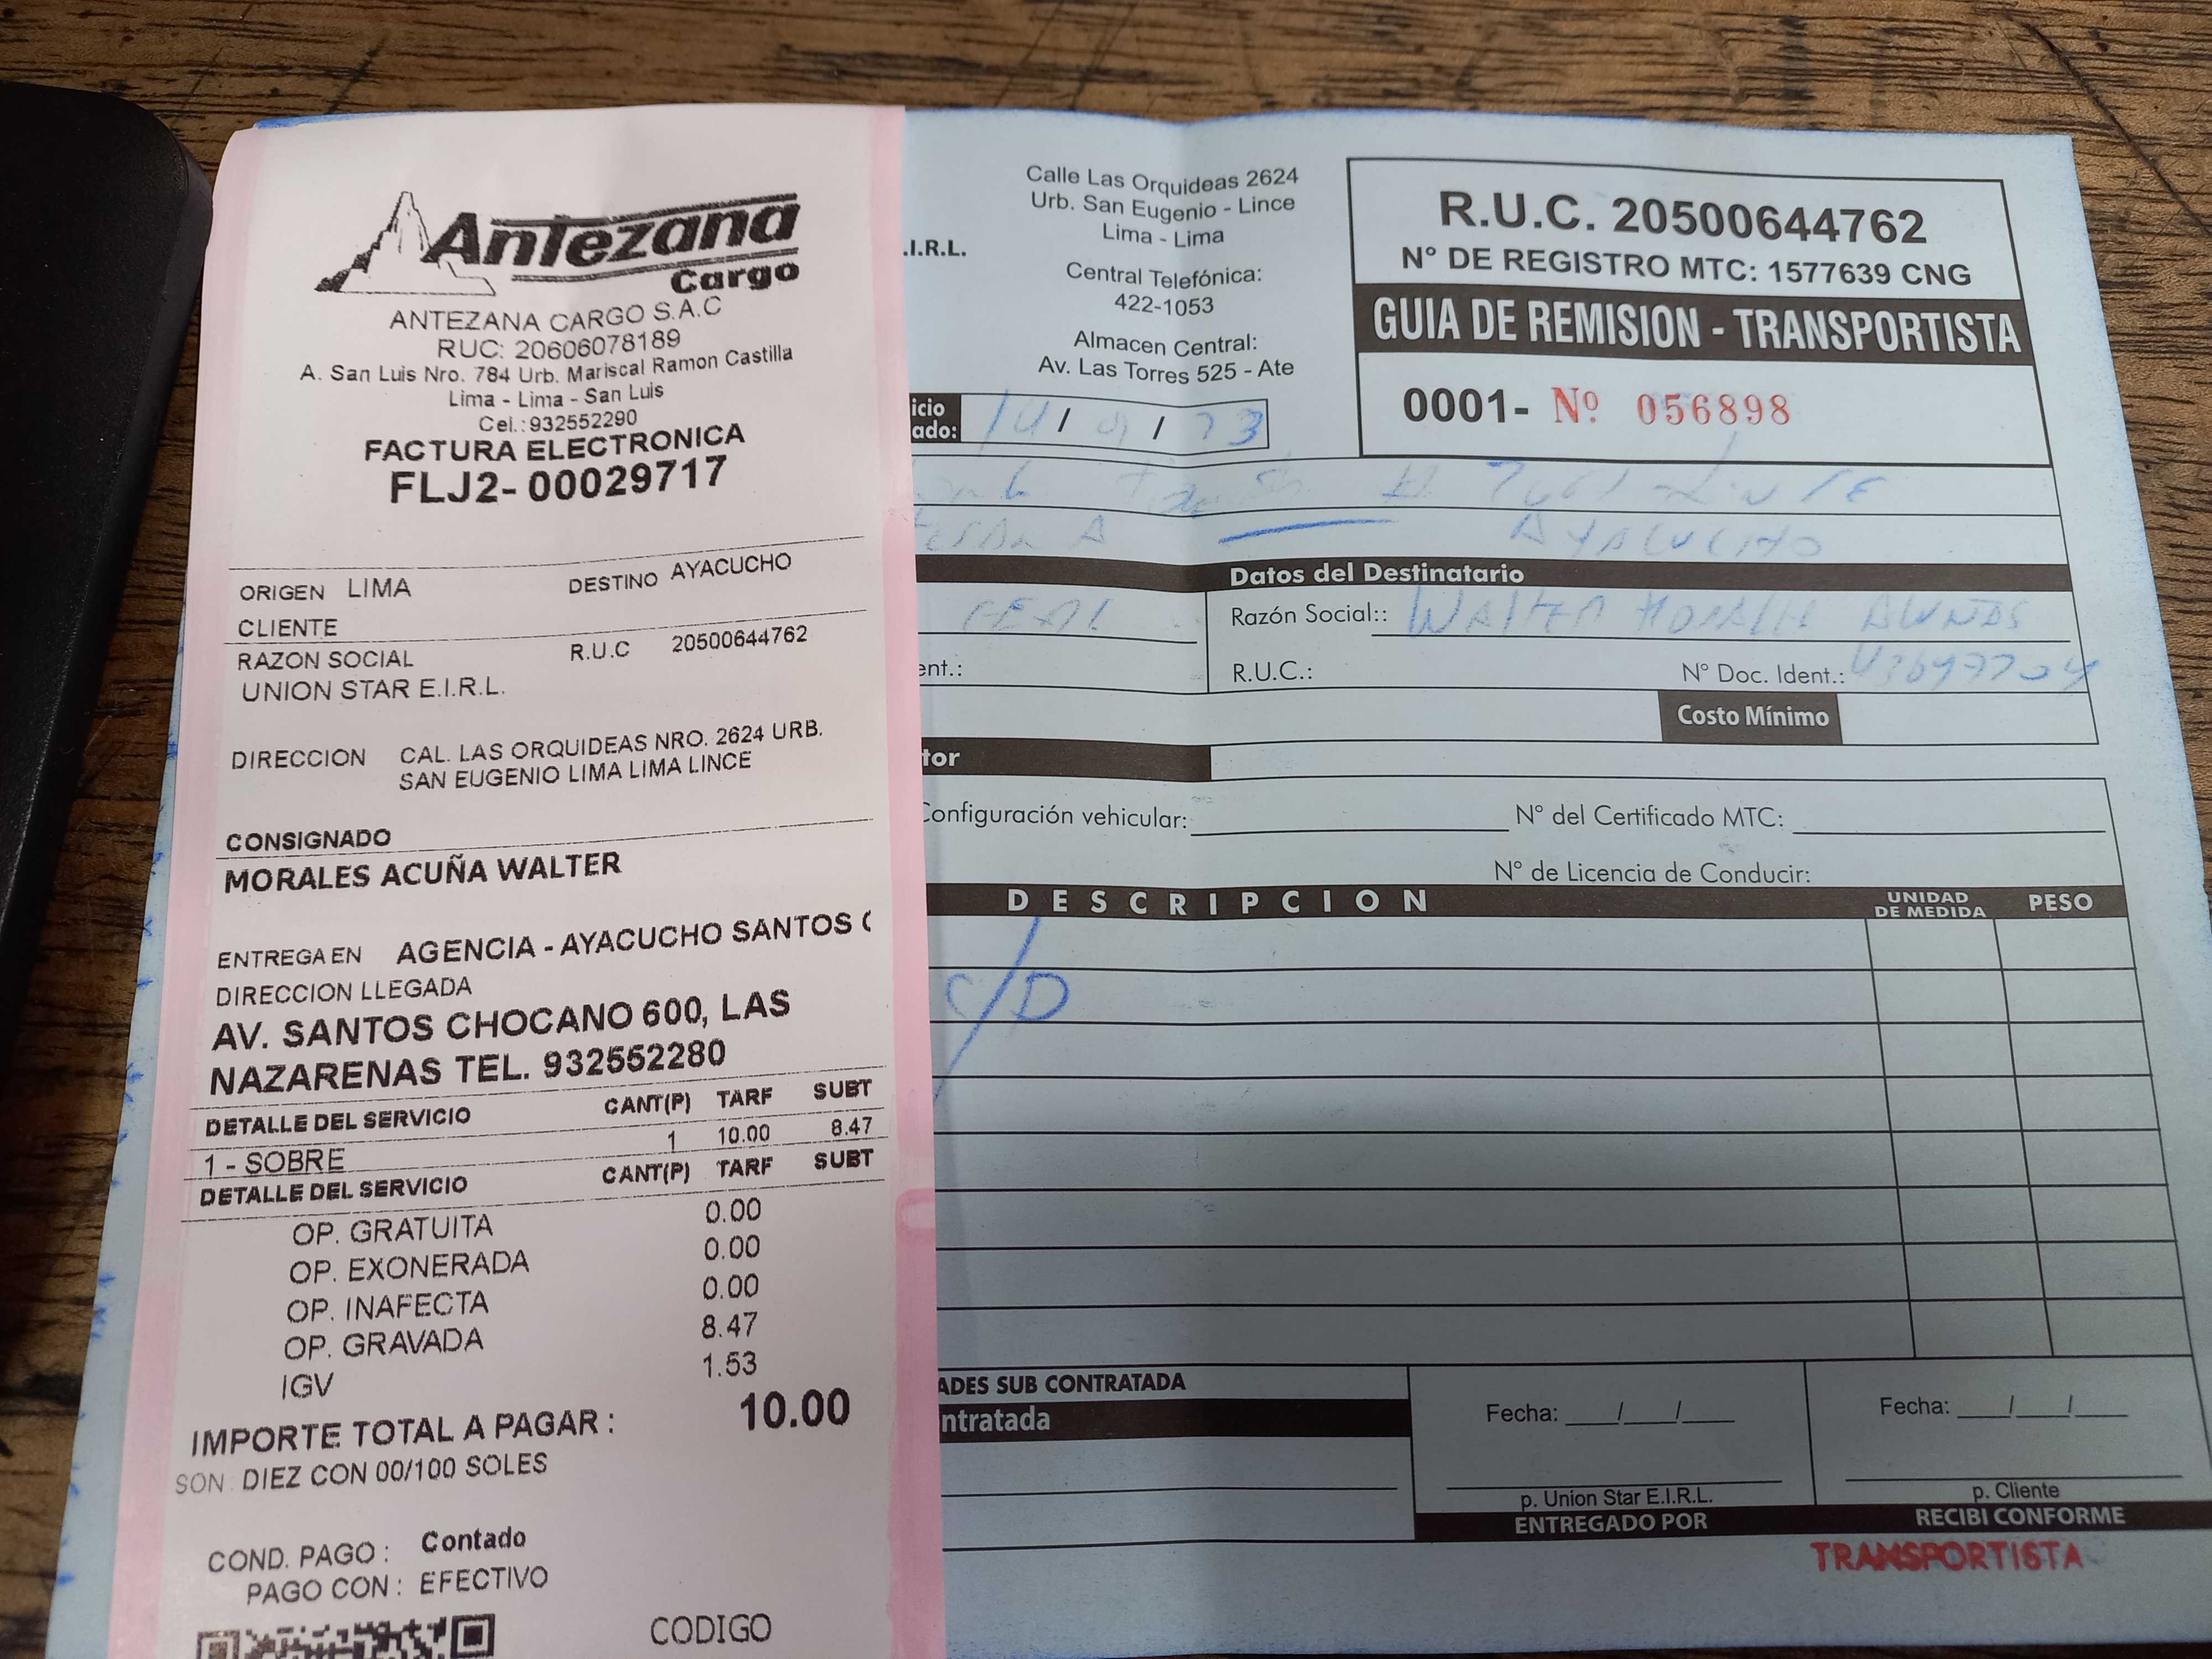 Antezana
Cargo
ANTEZANA CARGO S.A.C
RUC: 20606078189
A. San Luis Nro. 784 Urb. Mariscal Ramon Castilla
Lima - Lima - San Luis
Cel.:932552290
FACTURA ELECTRONICA
FLJ2- 00029717
ORIGEN LIMA DESTINO AYACUCHO
CLIENTE
RAZON SOCIAL R.U.C 20500644762
UNION STAR E.I.R.L.
DIRECCION CAL. LAS ORQUIDEAS NRO. 2624 URB.
SAN EUGENIO LIMA LIMA LINCE
CONSIGNADO
MORALES ACUÑA WALTER
ENTREGA EN AGENCIA - AYACUCHO SANTOS
DIRECCION LLEGADA
AV. SANTOS CHOCANO 600, LAS
NAZARENAS TEL. 932552280
DETALLE DEL SERVICIO CANT(P) TARF SUBT
1 - SOBRE 1 10.00 8.47
DETALLE DEL SERVICIO CANT(P) TARF SUBT
OP. GRATUITA 0.00
OP. EXONERADA 0.00
OP. INAFECTA 0.00
OP. GRAVADA 8.47
IGV 1.53
IMPORTE TOTAL A PAGAR : 10.00
SON DIEZ CON 00/100 SOLES
COND. PAGO : Contado
PAGO CON : EFECTIVO
CODIGO
.I.R.L.
Calle Las Orquideas 2624
Urb. San Eugenio - Lince
Lima - Lima
Central Telefónica:
422-1053
Almacen Central:
Av. Las Torres 525 - Ate
R.U.C. 20500644762
N° DE REGISTRO MTC: 1577639 CNG
GUIA DE REMISION - TRANSPORTISTA
0001- Nº 056898
icio
ado:
AYACUCHO
Datos del Destinatario
Razón Social:: WALTER
ent.:
R.U.C.: N° Doc. Ident.:
Costo Mínimo
tor
Configuración vehicular: N° del Certificado MTC:
N° de Licencia de Conducir:
DESCRIPCION UNIDAD DE MEDIDA PESO
C/D
ADES SUB CONTRATADA
ntratada
Fecha: / / Fecha: / /
p. Union Star E.I.R.L. p. Cliente
ENTREGADO POR RECIBI CONFORME
TRANSPORTISTA